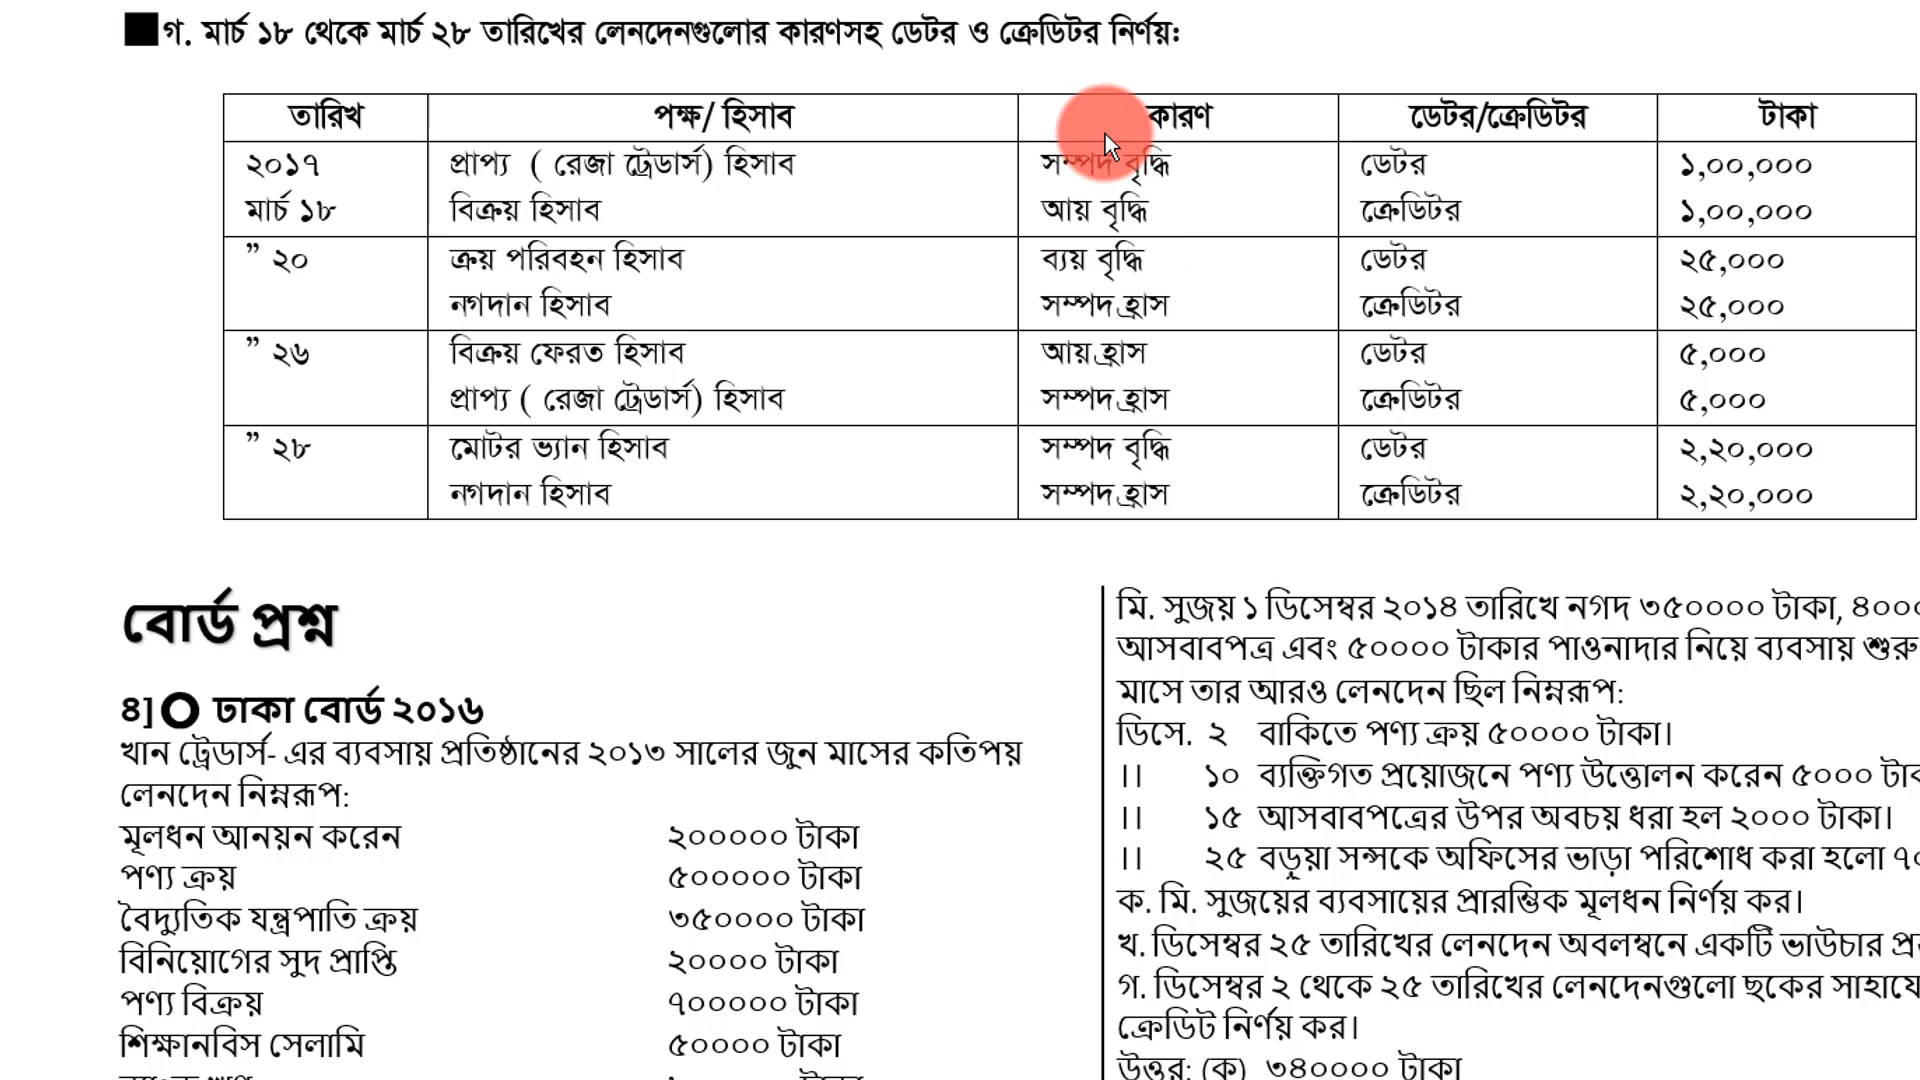 গ. মার্চ ১৮ থেকে মার্চ ২৮ তারিখের লেনদেনগুলোর কারণসহ ডেটর ও ক্রেডিটর নির্ণয়:
তারিখ পক্ষ/ হিসাব কারণ ডেটর/ক্রেডিটর টাকা
২০১৭ প্রাপ্য ( রেজা ট্রেডার্স) হিসাব সম্পদ বৃদ্ধি ডেটর ১,০০,০০০
মার্চ ১৮ বিক্রয় হিসাব আয় বৃদ্ধি ক্রেডিটর ১,০০,০০০
” ২০ ক্রয় পরিবহন হিসাব ব্যয় বৃদ্ধি ডেটর ২৫,০০০
নগদান হিসাব সম্পদ হ্রাস ক্রেডিটর ২৫,০০০
” ২৬ বিক্রয় ফেরত হিসাব আয় হ্রাস ডেটর ৫,০০০
প্রাপ্য ( রেজা ট্রেডার্স) হিসাব সম্পদ হ্রাস ক্রেডিটর ৫,০০০
” ২৮ মোটর ভ্যান হিসাব সম্পদ বৃদ্ধি ডেটর ২,২০,০০০
নগদান হিসাব সম্পদ হ্রাস ক্রেডিটর ২,২০,০০০
বোর্ড প্রশ্ন
৪] ঢাকা বোর্ড ২০১৬
খান ট্রেডার্স- এর ব্যবসায় প্রতিষ্ঠানের ২০১৩ সালের জুন মাসের কতিপয়
লেনদেন নিম্নরূপ:
মূলধন আনয়ন করেন ২০০০০০ টাকা
পণ্য ক্রয় ৫০০০০০ টাকা
বৈদ্যুতিক যন্ত্রপাতি ক্রয় ৩৫০০০০ টাকা
বিনিয়োগের সুদ প্রাপ্তি ২০০০০ টাকা
পণ্য বিক্রয় ৭০০০০০ টাকা
শিক্ষানবিস সেলামি ৫০০০০ টাকা
মি. সুজয় ১ ডিসেম্বর ২০১৪ তারিখে নগদ ৩৫০০০০ টাকা,
আসবাবপত্র এবং ৫০০০০ টাকার পাওনাদার নিয়ে ব্যবসায় শুরু
মাসে তার আরও লেনদেন ছিল নিম্নরূপ:
ডিসে. ২ বাকিতে পণ্য ক্রয় ৫০০০০ টাকা।
।। ১০ ব্যক্তিগত প্রয়োজনে পণ্য উত্তোলন করেন ৫০০০
।। ১৫ আসবাবপত্রের উপর অবচয় ধরা হল ২০০০ টাকা।
।। ২৫ বড়ুয়া সন্সকে অফিসের ভাড়া পরিশোধ করা হলো
ক. মি. সুজয়ের ব্যবসায়ের প্রারম্ভিক মূলধন নির্ণয় কর।
খ. ডিসেম্বর ২৫ তারিখের লেনদেন অবলম্বনে একটি ভাউচার
গ. ডিসেম্বর ২ থেকে ২৫ তারিখের লেনদেনগুলো ছকের
ক্রেডিট নির্ণয় কর।
উত্তর: (ক) ৩৪০০০০ টাকা